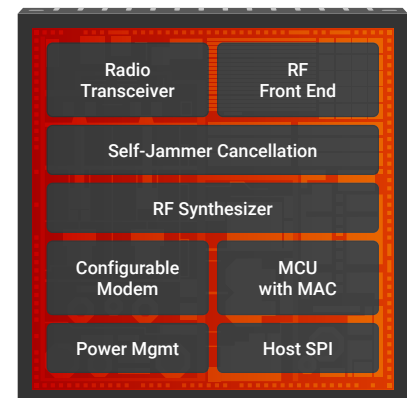 Radio
Transceiver
RF
Front End
Self-Jammer Cancellation
RF Synthesizer
Configurable
Modem
MCU
with MAC
Power Mgmt
Host SPI